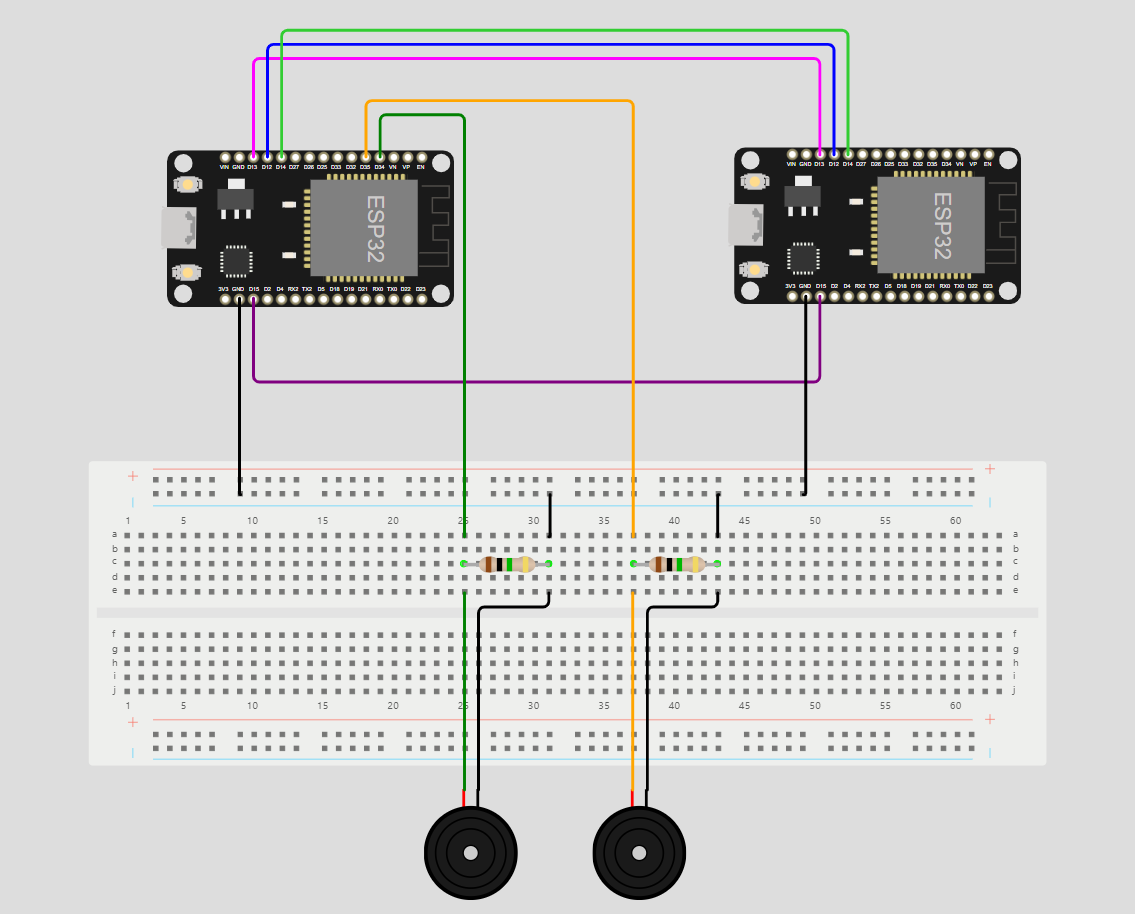 VIN GND D13 D12 D14 D27 D26 D25 D33 D32 D35 D34 VN VP EN
ESP32
3V3 GND D15 D2 D4 RX2 TX2 D5 D18 D19 D21 RX0 TX0 D22 D23
VIN GND D13 D12 D14 D27 D26 D25 D33 D32 D35 D34 VN VP EN
ESP32
3V3 GND D15 D2 D4 RX2 TX2 D5 D18 D19 D21 RX0 TX0 D22 D23
+ +
| |
1 5 10 15 20 25 30 35 40 45 50 55 60
a a
b b
c c
d d
e e
f f
g g
h h
i i
j j
1 5 10 15 20 25 30 35 40 45 50 55 60
+ +
| |